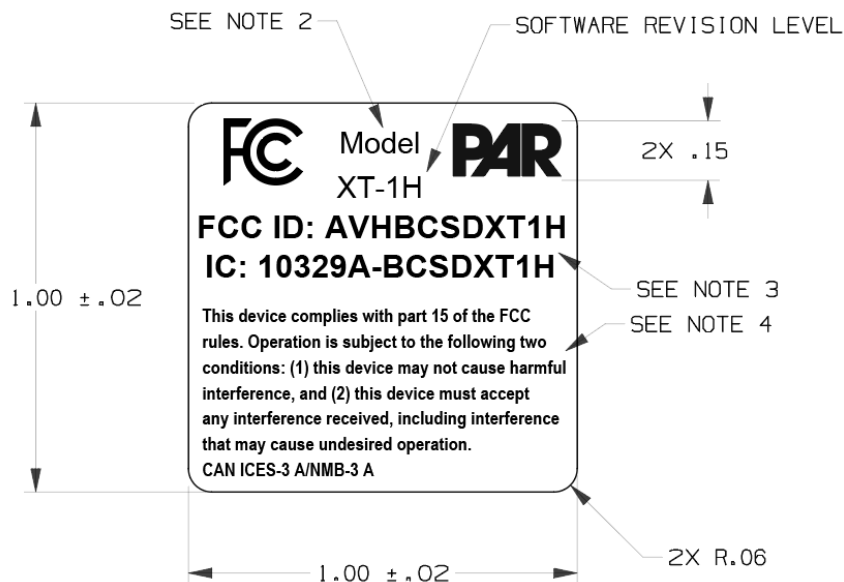 SEE NOTE 2
SOFTWARE REVISION LEVEL
FC
Model
PAR
XT-1H
2X .15
FCC ID: AVHBCSDXT1H
IC: 10329A-BCSDXT1H
1.00 ±.02
SEE NOTE 3
SEE NOTE 4
This device complies with part 15 of the FCC
rules. Operation is subject to the following two
conditions: (1) this device may not cause harmful
interference, and (2) this device must accept
any interference received, including interference
that may cause undesired operation.
CAN ICES-3 A/NMB-3 A
2X R.06
1.00 ±.02